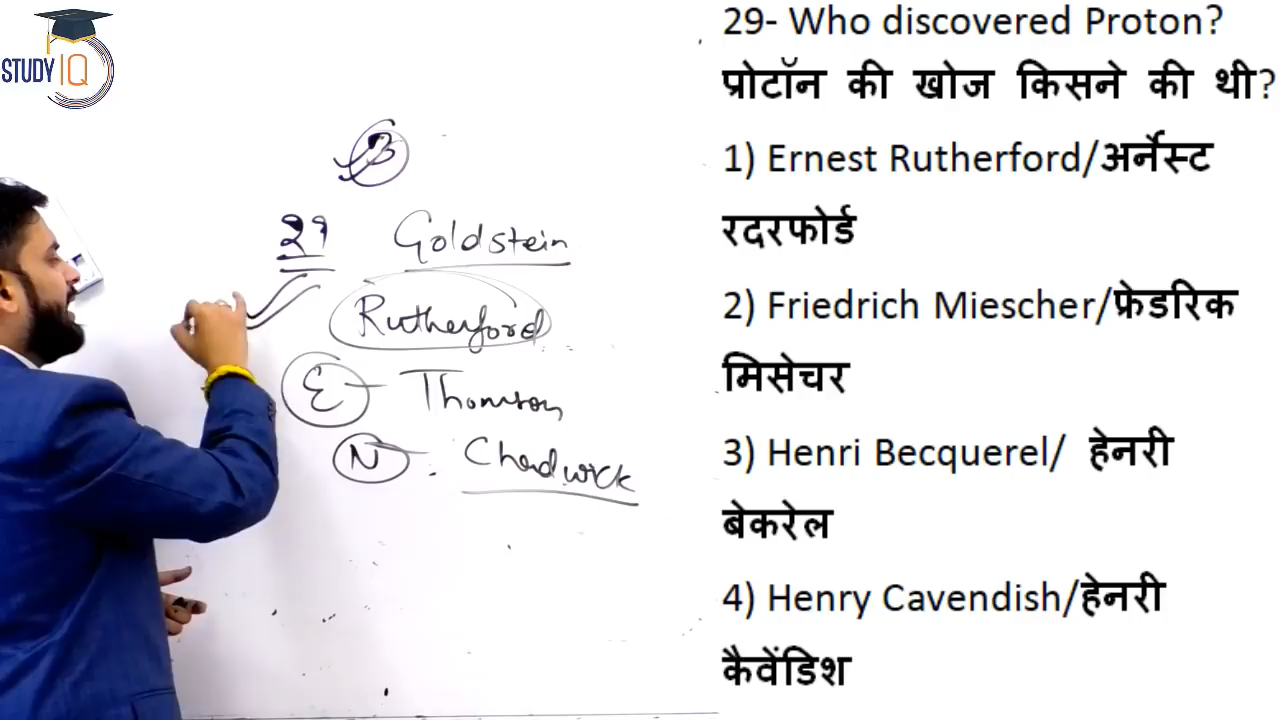 STUDY IQ
B
29 Goldstein
Rutherford
E - Thomson
N - Chadwick
29- Who discovered Proton?
प्रोटॉन की खोज किसने की थी?
1) Ernest Rutherford/अर्नेस्ट
रदरफोर्ड
2) Friedrich Miescher/फ्रेडरिक
मिसेचर
3) Henri Becquerel/ हेनरी
बेकरेल
4) Henry Cavendish/हेनरी
कैवेंडिश